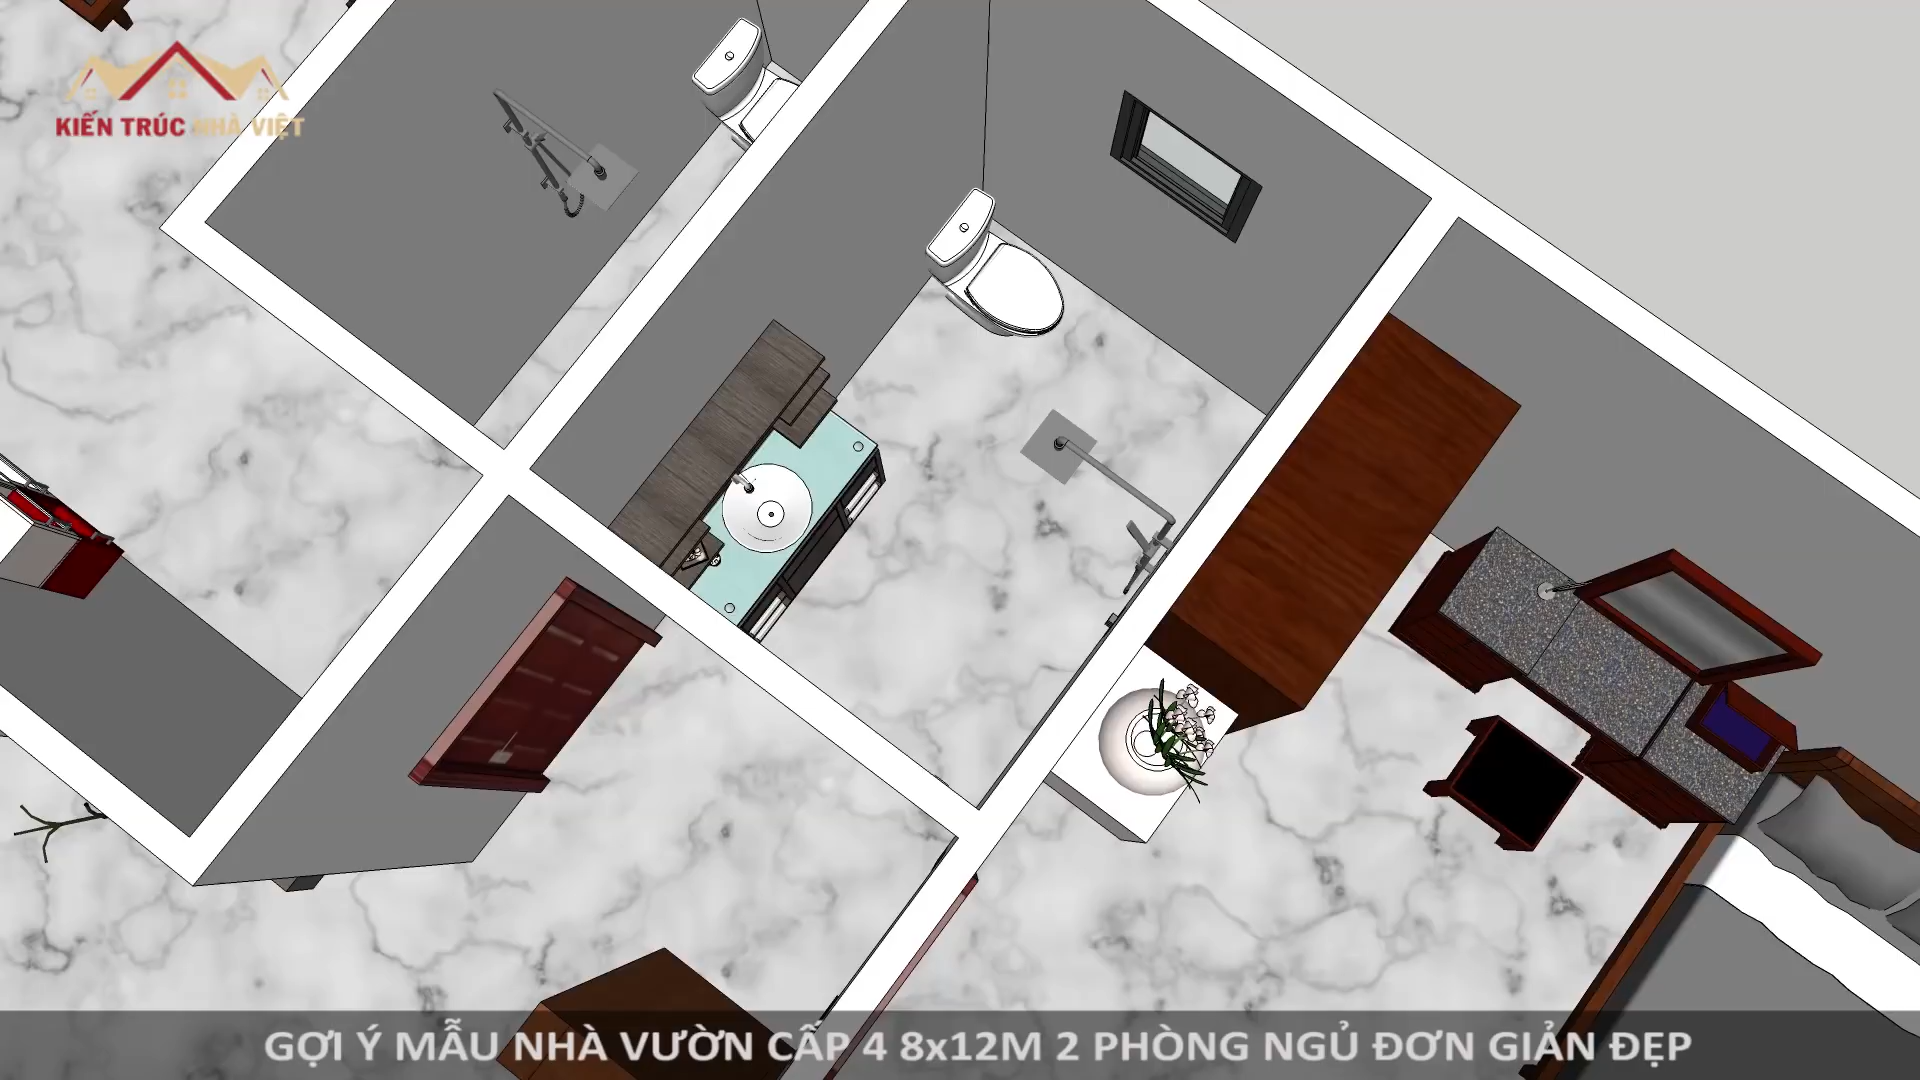 KIẾN TRÚC NHÀ VIỆT
GỢI Ý MẪU NHÀ VƯỜN CẤP 4 8x12M 2 PHÒNG NGỦ ĐƠN GIẢN ĐẸP